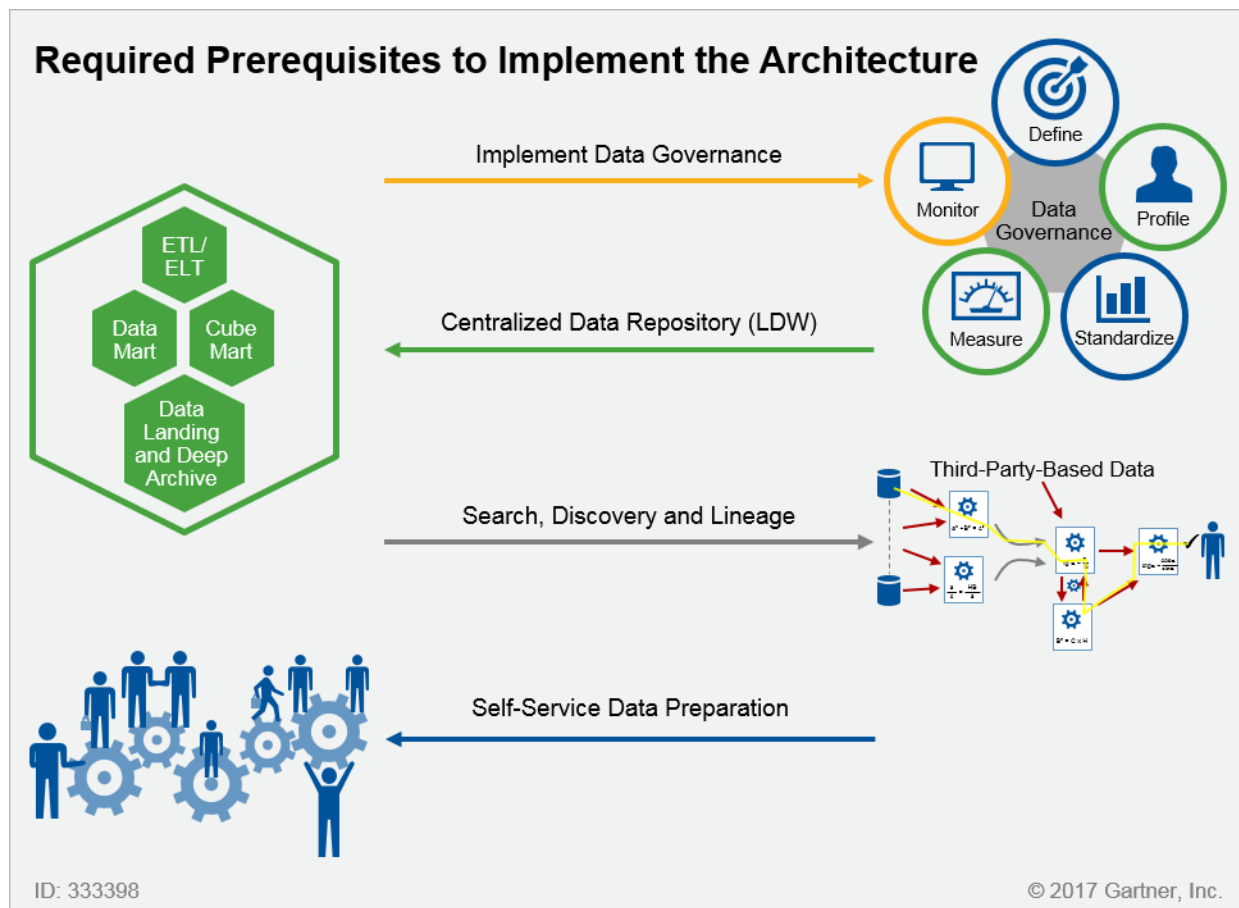 Required Prerequisites to Implement the Architecture
Implement Data Governance
Define
Monitor
Profile
Data
Governance
Measure
Standardize
ETL/
ELT
Data
Mart
Cube
Mart
Data
Landing
and Deep
Archive
Centralized Data Repository (LDW)
Third-Party-Based Data
Search, Discovery and Lineage
B² = C x H
Self-Service Data Preparation
ID: 333398
© 2017 Gartner, Inc.